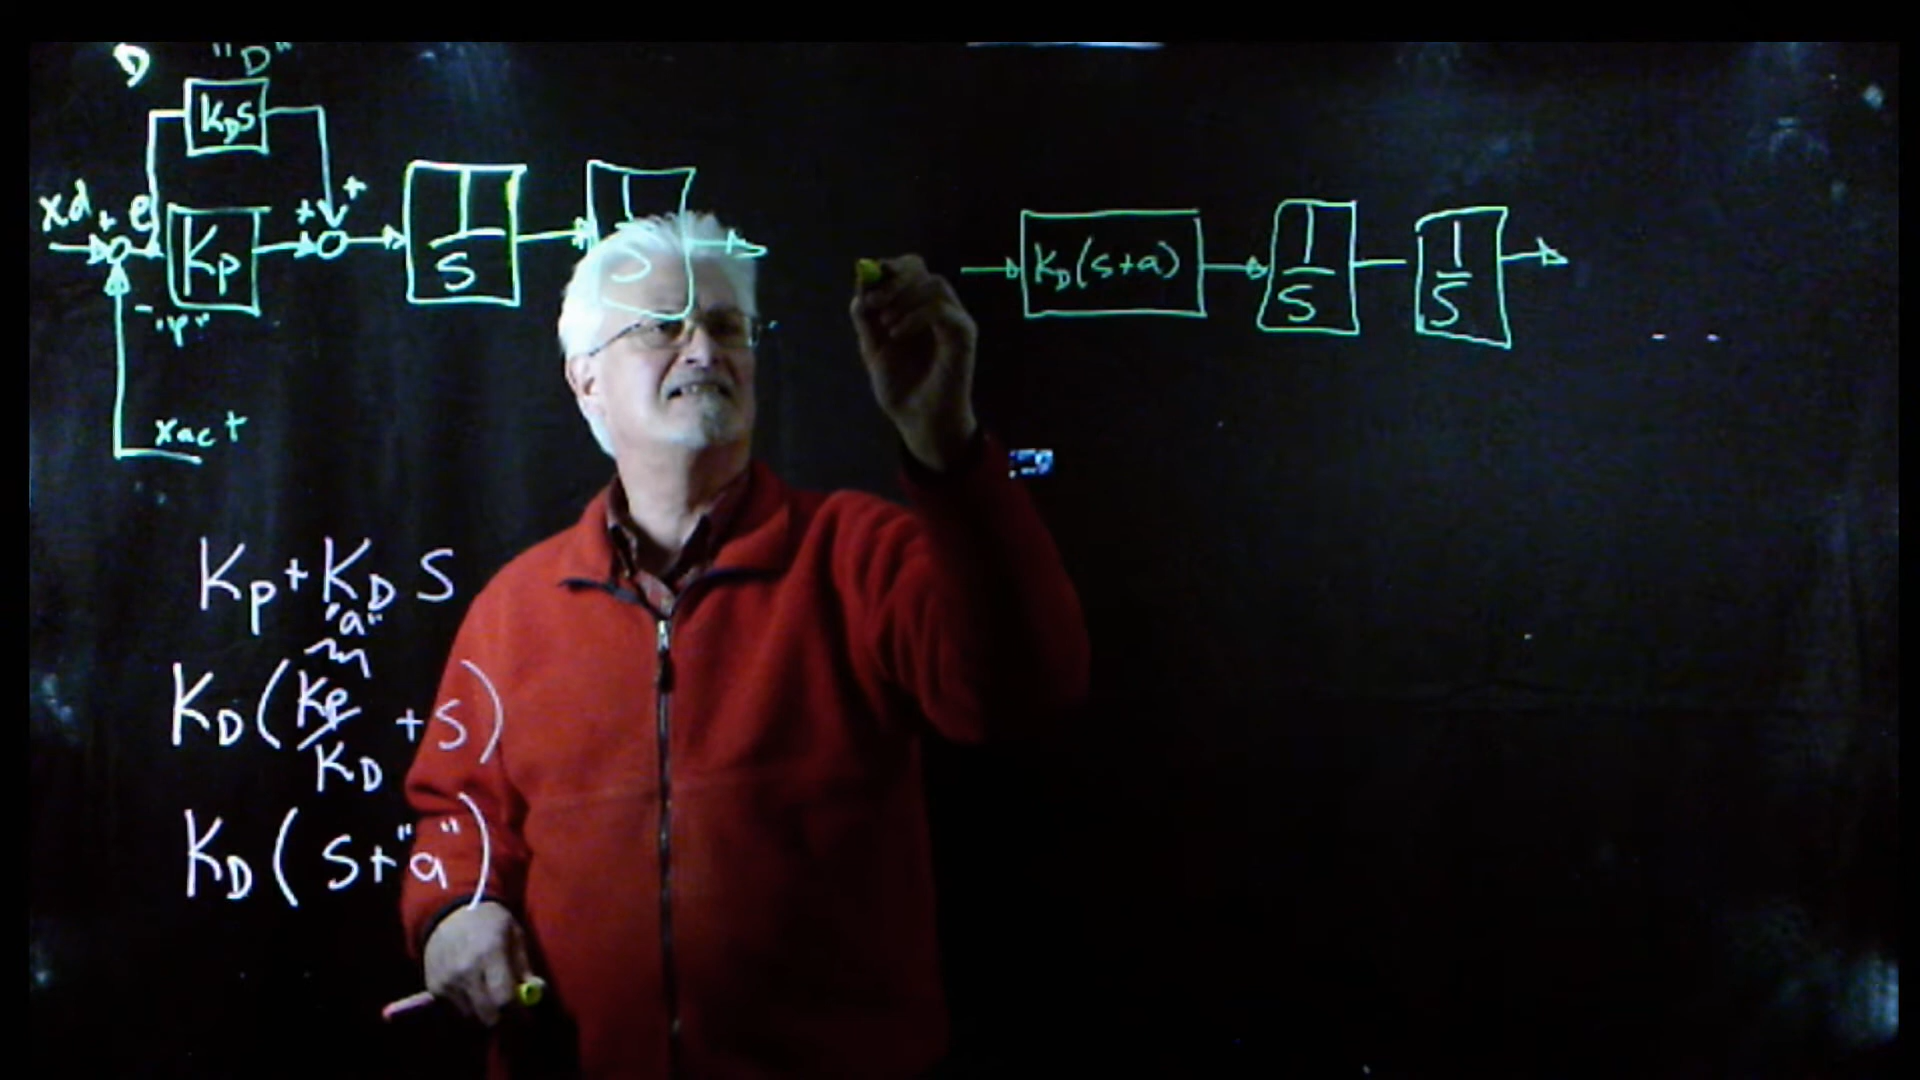 D "D"
KDS
xd + e Kp + + 1/S 1/S
- "P"
xact
KD(s+a) 1/S 1/S
Kp + KD S
"a"
KD(Kp/KD + S)
KD(S+"a")